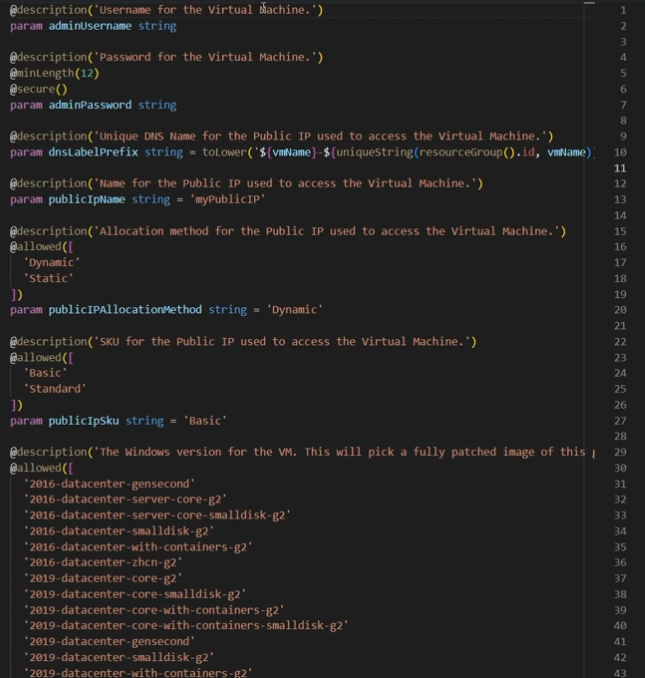 @description('Username for the Virtual Machine.') 1
param adminUsername string 2
3
@description('Password for the Virtual Machine.') 4
@minLength(12) 5
@secure() 6
param adminPassword string 7
8
@description('Unique DNS Name for the Public IP used to access the Virtual Machine.') 9
param dnsLabelPrefix string = toLower('${vmName}-${uniqueString(resourceGroup().id, vmName) 10
11
@description('Name for the Public IP used to access the Virtual Machine.') 12
param publicIpName string = 'myPublicIP' 13
14
@description('Allocation method for the Public IP used to access the Virtual Machine.') 15
@allowed([ 16
'Dynamic' 17
'Static' 18
]) 19
param publicIPAllocationMethod string = 'Dynamic' 20
21
@description('SKU for the Public IP used to access the Virtual Machine.') 22
@allowed([ 23
'Basic' 24
'Standard' 25
]) 26
param publicIpSku string = 'Basic' 27
28
@description('The Windows version for the VM. This will pick a fully patched image of this 29
@allowed([ 30
'2016-datacenter-gensecond' 31
'2016-datacenter-server-core-g2' 32
'2016-datacenter-server-core-smalldisk-g2' 33
'2016-datacenter-smalldisk-g2' 34
'2016-datacenter-with-containers-g2' 35
'2016-datacenter-zhcn-g2' 36
'2019-datacenter-core-g2' 37
'2019-datacenter-core-smalldisk-g2' 38
'2019-datacenter-core-with-containers-g2' 39
'2019-datacenter-core-with-containers-smalldisk-g2' 40
'2019-datacenter-gensecond' 41
'2019-datacenter-smalldisk-g2' 42
'2019-datacenter-with-containers-g2' 43